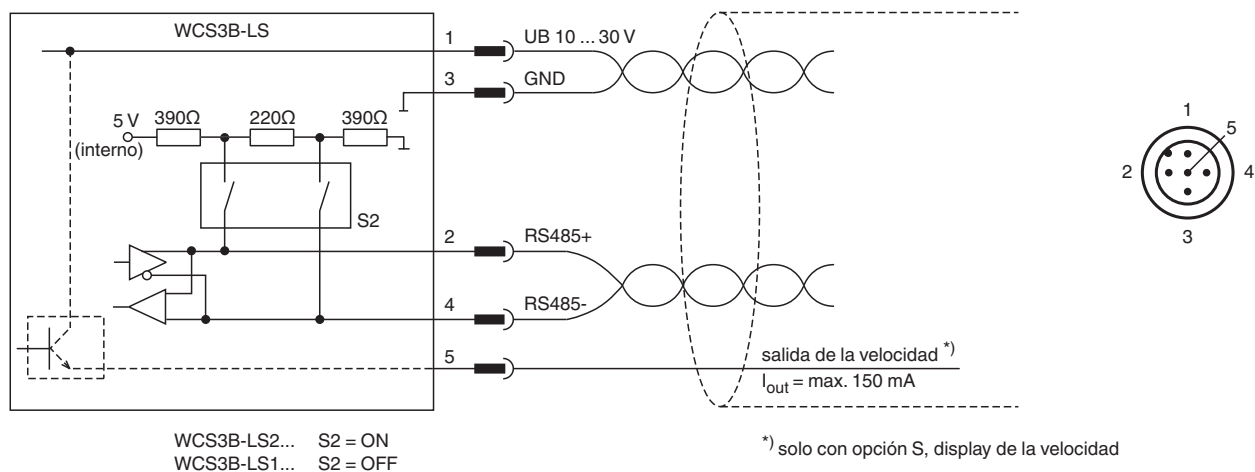 WCS3B-LS
1
UB 10 ... 30 V
3
GND
5 V
(interno)
390Ω
220Ω
390Ω
S2
2
RS485+
4
RS485-
5
salida de la velocidad *)
Iout = max. 150 mA
WCS3B-LS2... S2 = ON
WCS3B-LS1... S2 = OFF
*) solo con opción S, display de la velocidad
1
5
2
4
3